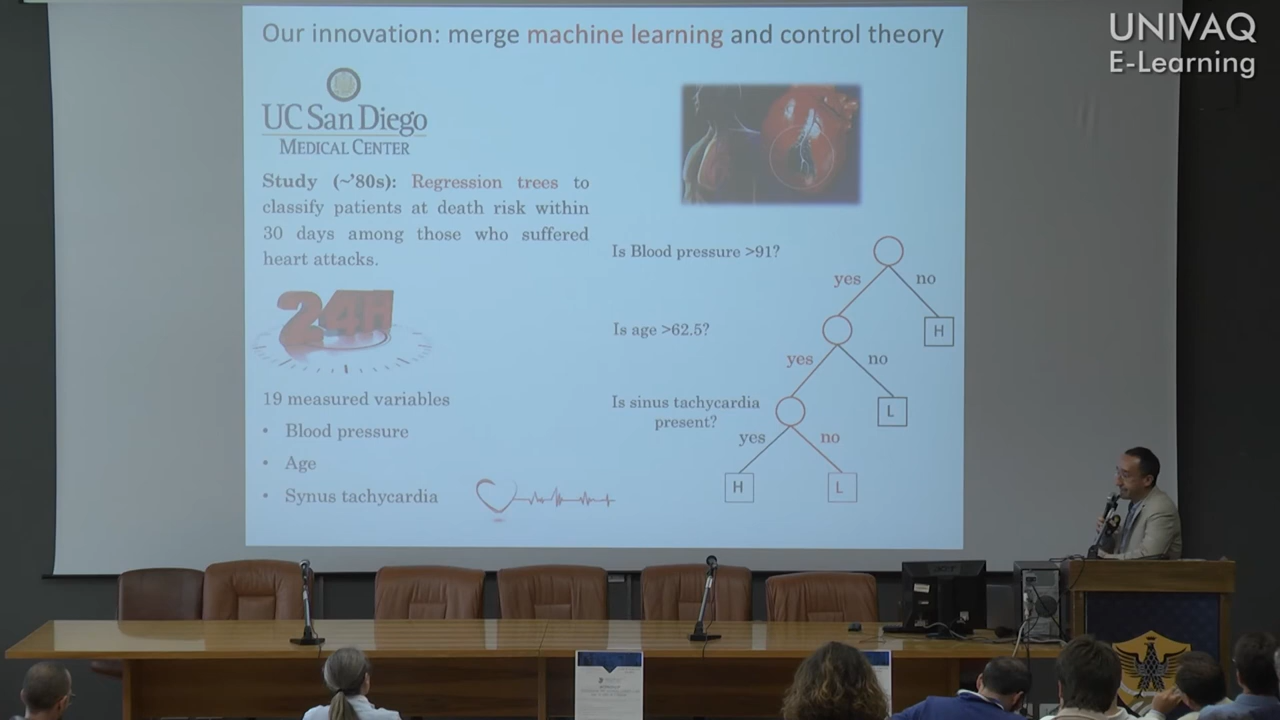 Our innovation: merge machine learning and control theory
UNIVAQ
E-Learning
UC San Diego
MEDICAL CENTER
Study (~'80s): Regression trees to
classify patients at death risk within
30 days among those who suffered
heart attacks.
24H
19 measured variables
• Blood pressure
• Age
• Synus tachycardia
Is Blood pressure >91?
yes
no
H
Is age >62.5?
yes
no
L
Is sinus tachycardia
present?
yes
no
H
L
acer